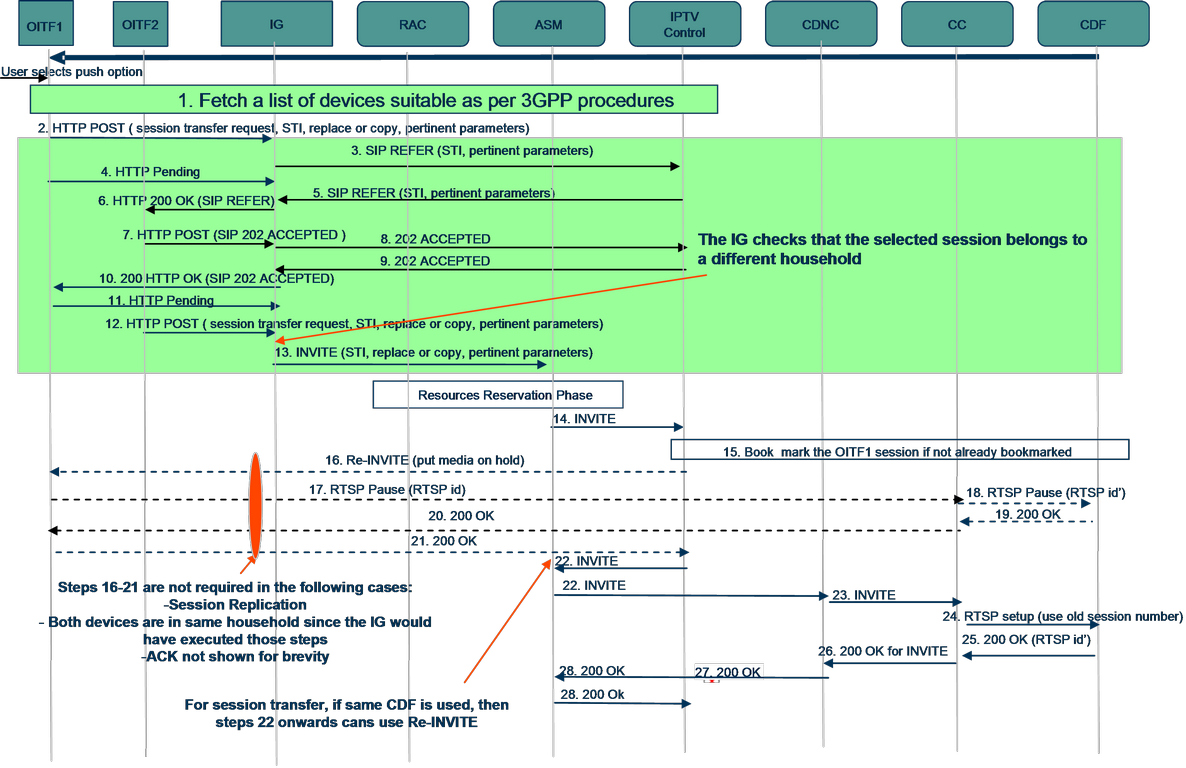 OITF1
OITF2
IG
RAC
ASM
IPTV
Control
CDNC
CC
CDF
User selects push option
1. Fetch a list of devices suitable as per 3GPP procedures
2. HTTP POST ( session transfer request, STI, replace or copy, pertinent parameters)
3. SIP REFER (STI, pertinent parameters)
4. HTTP Pending
5. SIP REFER (STI, pertinent parameters)
6. HTTP 200 OK (SIP REFER)
7. HTTP POST (SIP 202 ACCEPTED )
8. 202 ACCEPTED
The IG checks that the selected session belongs to
a different household
9. 202 ACCEPTED
10. 200 HTTP OK (SIP 202 ACCEPTED)
11. HTTP Pending
12. HTTP POST ( session transfer request, STI, replace or copy, pertinent parameters)
13. INVITE (STI, replace or copy, pertinent parameters)
Resources Reservation Phase
14. INVITE
15. Book mark the OITF1 session if not already bookmarked
16. Re-INVITE (put media on hold)
17. RTSP Pause (RTSP id)
18. RTSP Pause (RTSP id')
19. 200 OK
20. 200 OK
21. 200 OK
22. INVITE
Steps 16-21 are not required in the following cases:
-Session Replication
- Both devices are in same household since the IG would
have executed those steps
-ACK not shown for brevity
22. INVITE
23. INVITE
24. RTSP setup (use old session number)
25. 200 OK (RTSP id')
26. 200 OK for INVITE
27. 200 OK
28. 200 OK
28. 200 Ok
For session transfer, if same CDF is used, then
steps 22 onwards cans use Re-INVITE